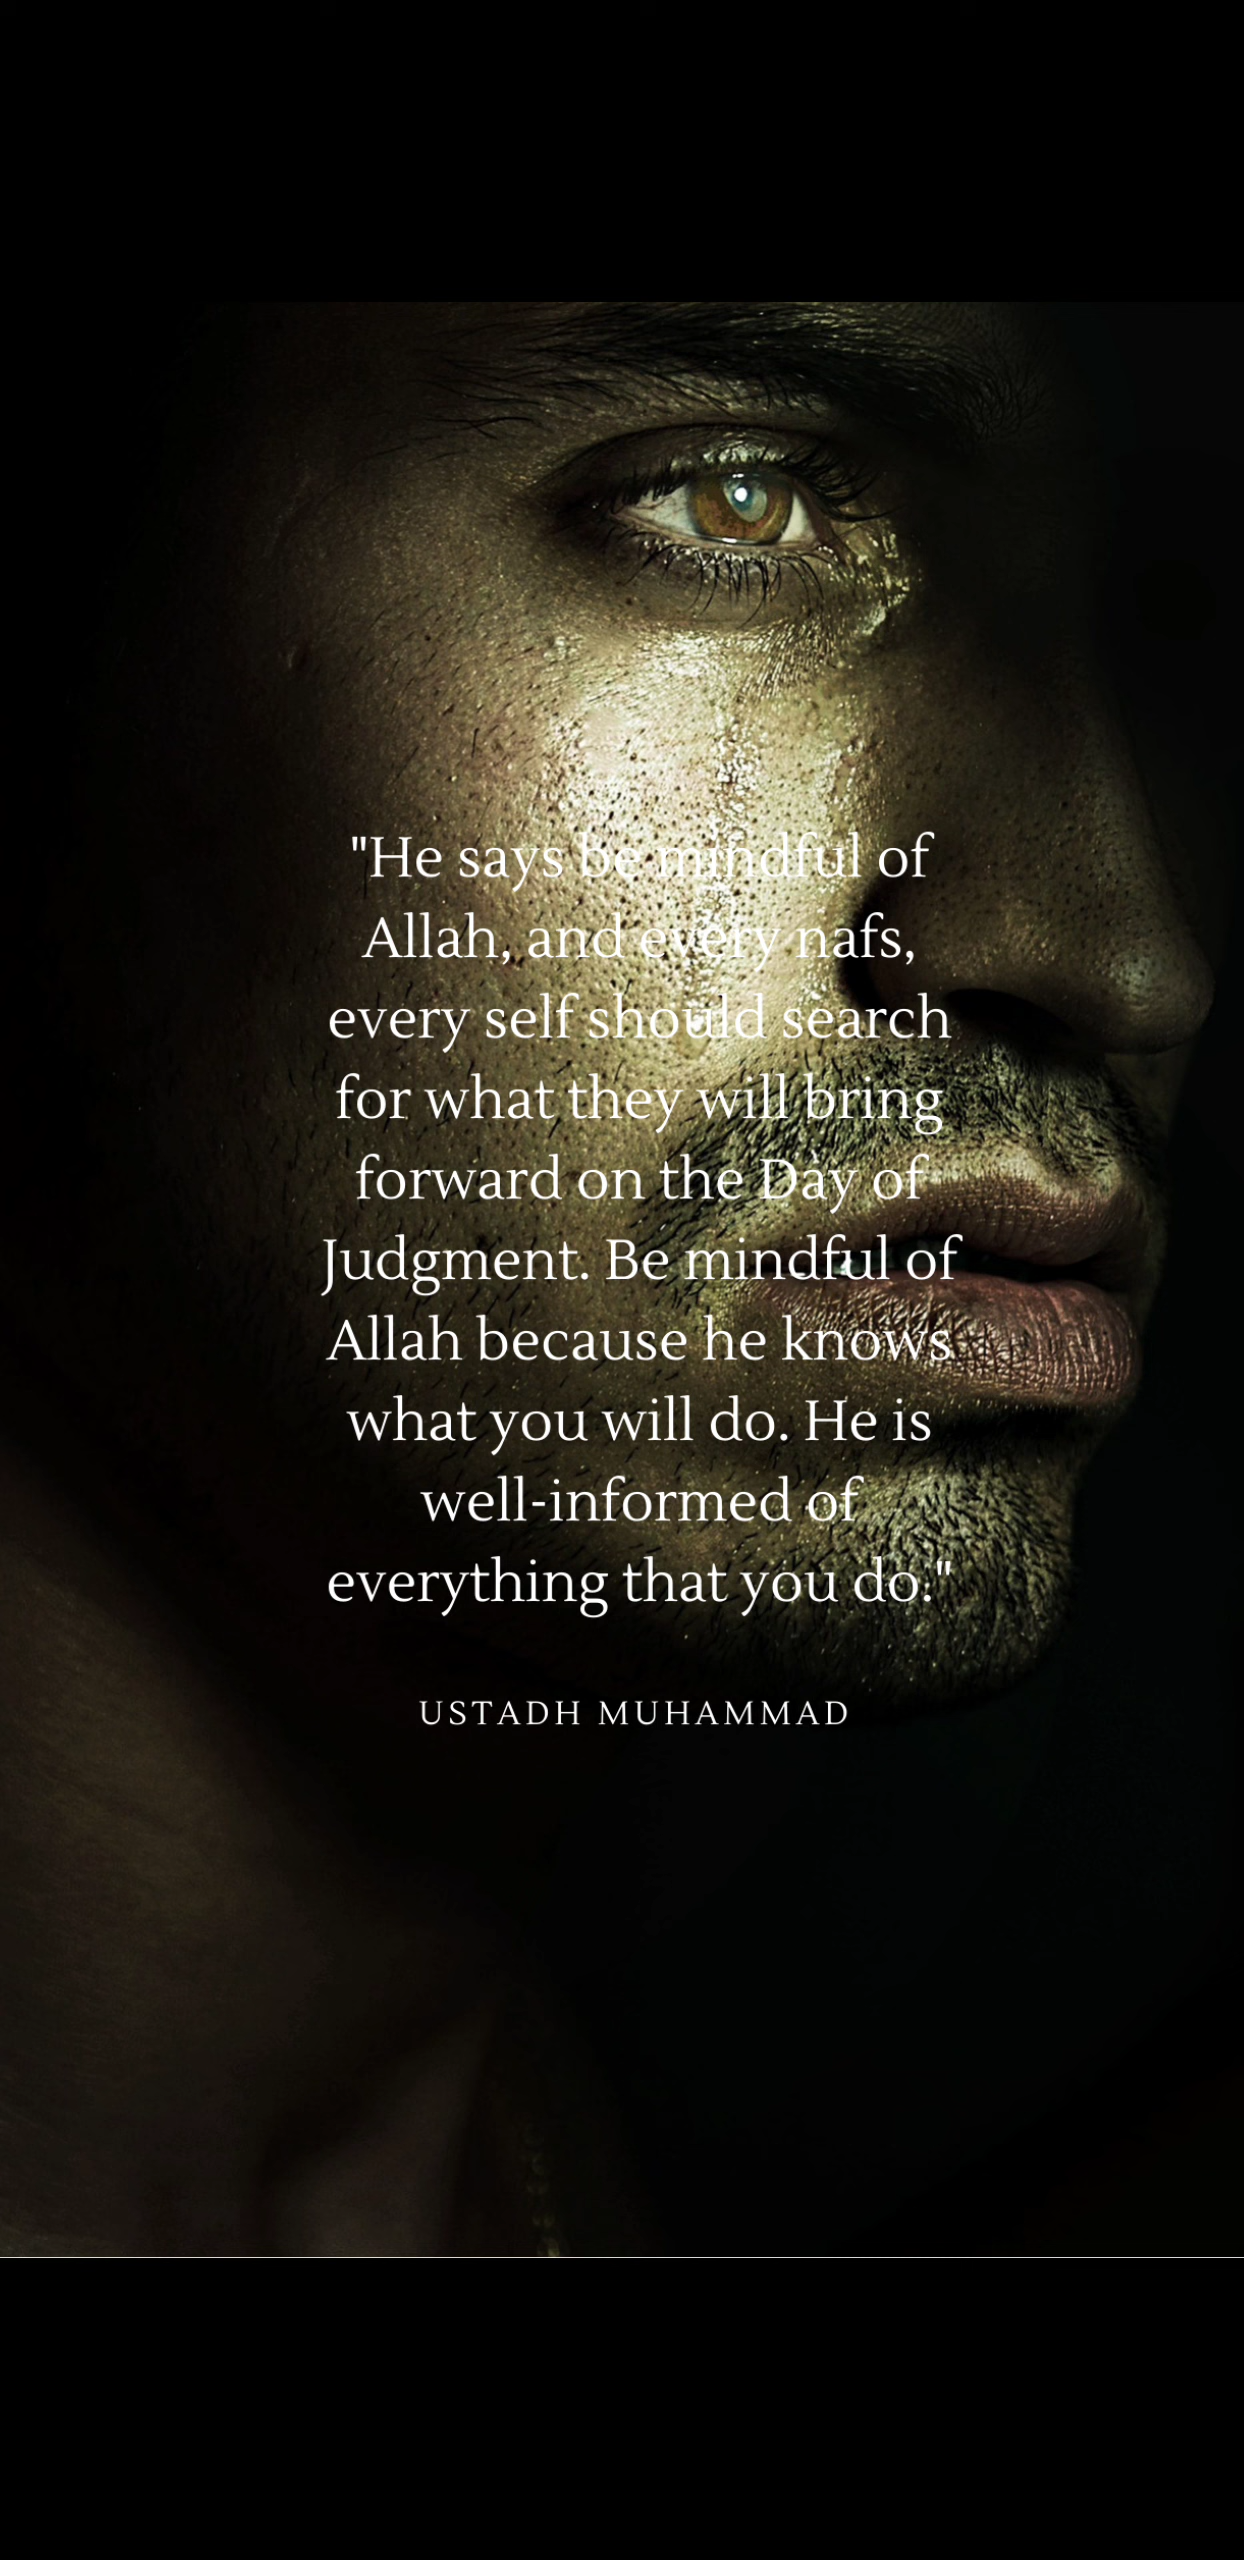 "He says be mindful of
Allah, and every nafs,
every self should search
for what they will bring
forward on the Day of
Judgment. Be mindful of
Allah because he knows
what you will do. He is
well-informed of
everything that you do."
USTADH MUHAMMAD